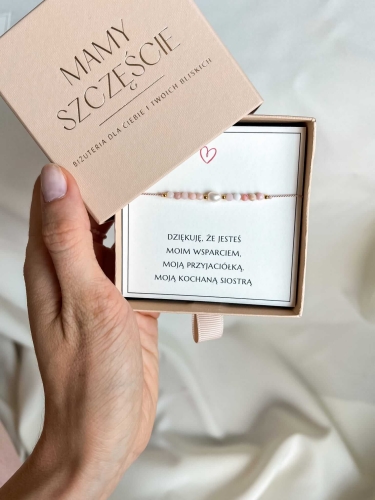 MAMY
SZCZĘŚCIE
BIŻUTERIA DLA CIEBIE I TWOICH BLISKICH
DZIĘKUJĘ, ŻE JESTEŚ
MOIM WSPARCIEM,
MOJĄ PRZYJACIÓŁKĄ,
MOJĄ KOCHANĄ SIOSTRĄ